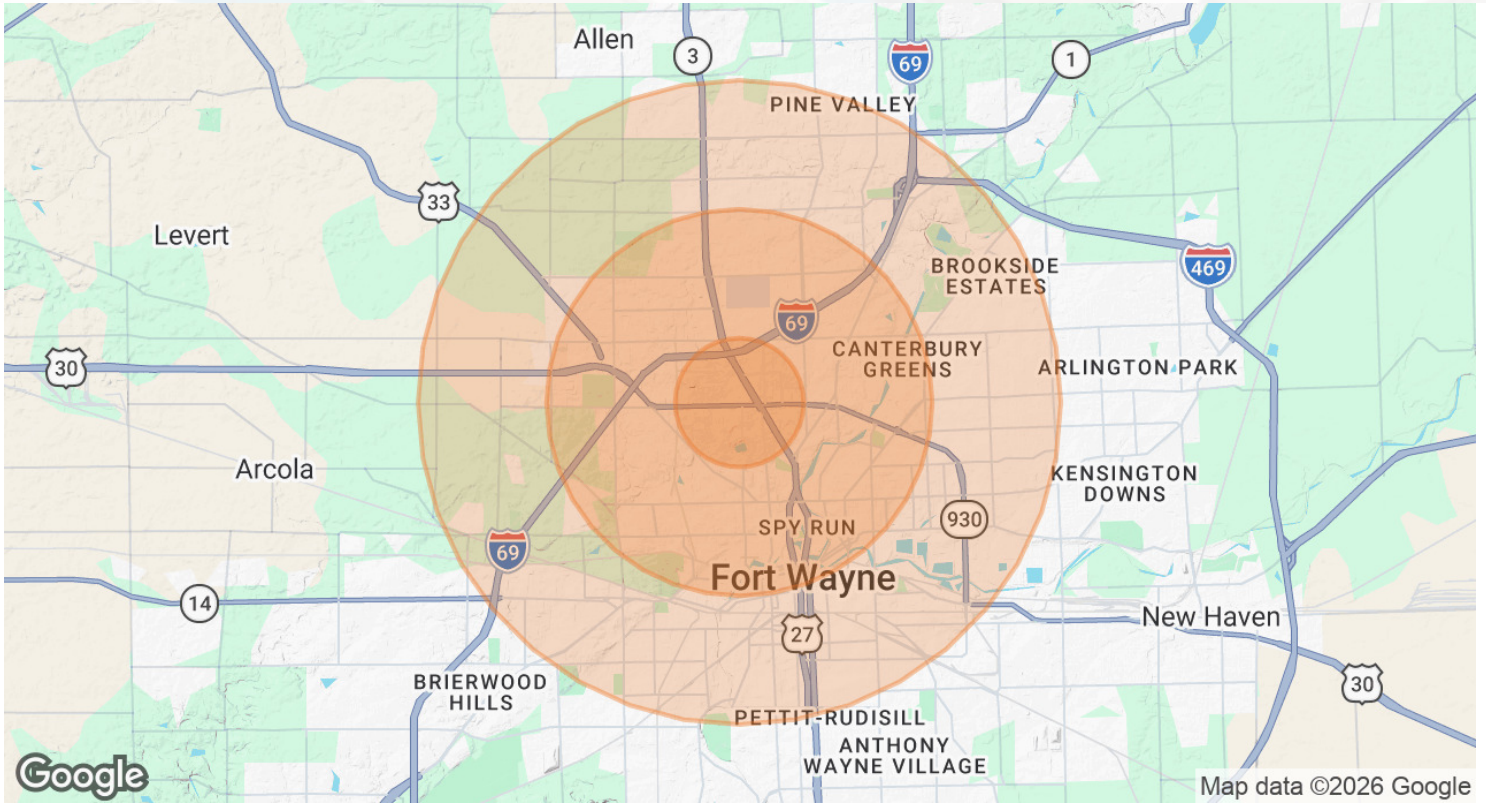 Allen
3
69
1
PINE VALLEY
33
Levert
BROOKSIDE
ESTATES
469
69
30
CANTERBURY
GREENS
ARLINGTON PARK
Arcola
KENSINGTON
DOWNS
930
SPY RUN
69
Fort Wayne
14
New Haven
27
BRIERWOOD
HILLS
30
PETTIT-RUDISILL
ANTHONY
WAYNE VILLAGE
Google
Map data ©2026 Google